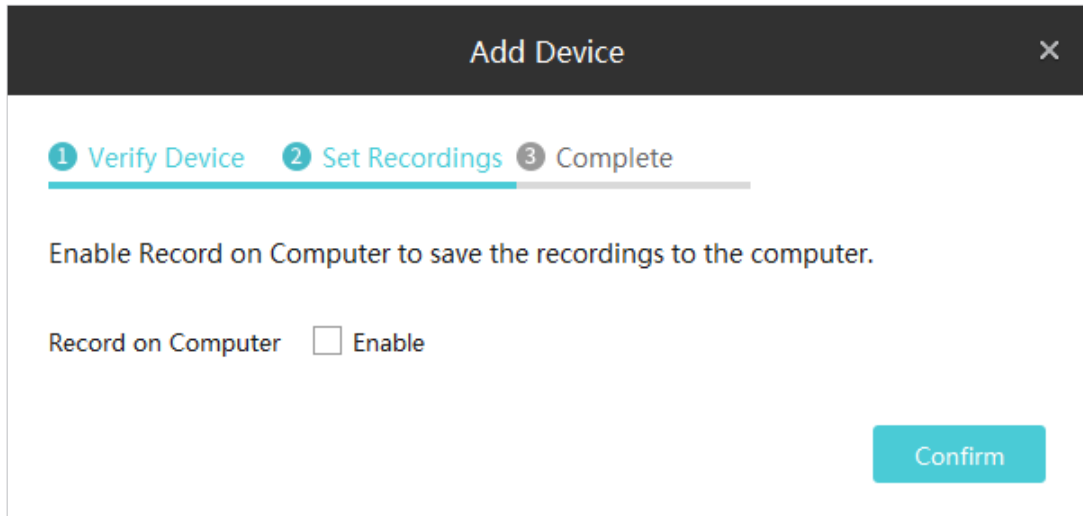 Add Device
1 Verify Device 2 Set Recordings 3 Complete
Enable Record on Computer to save the recordings to the computer.
Record on Computer Enable
Confirm